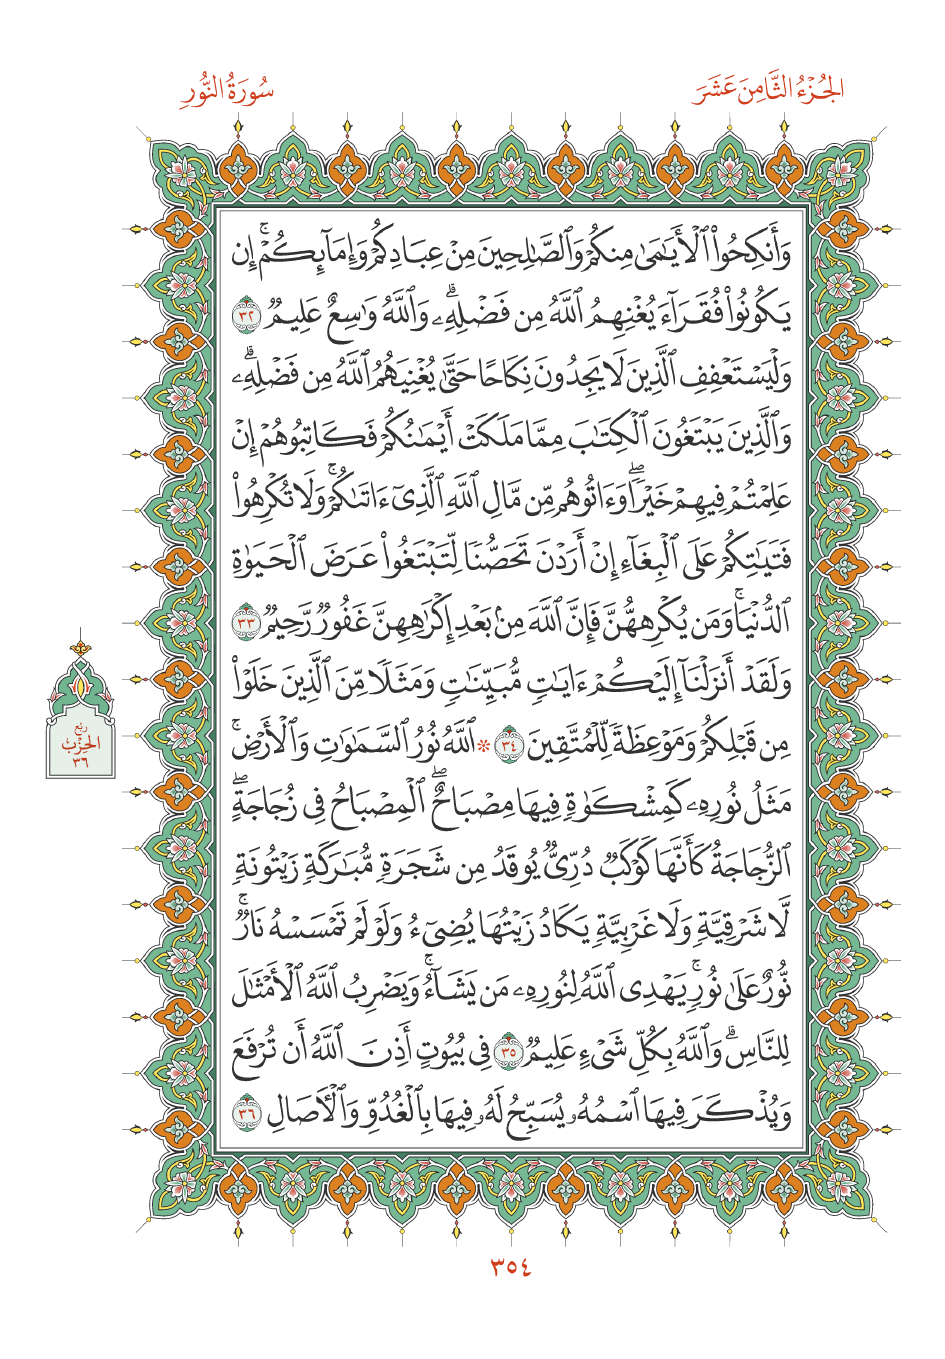 الجُزْءُ الثَّامِنَ عَشَرَ
سُورَةُ النُّورِ
وَأَنكِحُواْ ٱلۡأَيَٰمَىٰ مِنكُمۡ وَٱلصَّٰلِحِينَ مِنۡ عِبَادِكُمۡ وَإِمَآئِكُمۡۚ إِن
يَكُونُواْ فُقَرَآءَ يُغۡنِهِمُ ٱللَّهُ مِن فَضۡلِهِۦۗ وَٱللَّهُ وَٰسِعٌ عَلِيمٞ ٣٢
وَلۡيَسۡتَعۡفِفِ ٱلَّذِينَ لَا يَجِدُونَ نِكَاحًا حَتَّىٰ يُغۡنِيَهُمُ ٱللَّهُ مِن فَضۡلِهِۦۗ
وَٱلَّذِينَ يَبۡتَغُونَ ٱلۡكِتَٰبَ مِمَّا مَلَكَتۡ أَيۡمَٰنُكُمۡ فَكَاتِبُوهُمۡ إِنۡ
عَلِمۡتُمۡ فِيهِمۡ خَيۡرٗاۖ وَءَاتُوهُم مِّن مَّالِ ٱللَّهِ ٱلَّذِيٓ ءَاتَىٰكُمۡۚ وَلَا تُكۡرِهُواْ
فَتَيَٰتِكُمۡ عَلَى ٱلۡبِغَآءِ إِنۡ أَرَدۡنَ تَحَصُّنٗا لِّتَبۡتَغُواْ عَرَضَ ٱلۡحَيَوٰةِ
ٱلدُّنۡيَاۚ وَمَن يُكۡرِههُّنَّ فَإِنَّ ٱللَّهَ مِنۢ بَعۡدِ إِكۡرَٰهِهِنَّ غَفُورٞ رَّحِيمٞ ٣٣
وَلَقَدۡ أَنزَلۡنَآ إِلَيۡكُمۡ ءَايَٰتٖ مُّبَيِّنَٰتٖ وَمَثَلٗا مِّنَ ٱلَّذِينَ خَلَوۡاْ
مِن قَبۡلِكُمۡ وَمَوۡعِظَةٗ لِّلۡمُتَّقِينَ ٣٤ * ٱللَّهُ نُورُ ٱلسَّمَٰوَٰتِ وَٱلۡأَرۡضِۚ
مَثَلُ نُورِهِۦ كَمِشۡكَوٰةٖ فِيهَا مِصۡبَاحٌۖ ٱلۡمِصۡبَاحُ فِي زُجَاجَةٍۖ
ٱلزُّجَاجَةُ كَأَنَّهَا كَوۡكَبٞ دُرِّيّٞ يُوقَدُ مِن شَجَرَةٖ مُّبَٰرَكَةٖ زَيۡتُونَةٖ
لَّا شَرۡقِيَّةٖ وَلَا غَرۡبِيَّةٖ يَكَادُ زَيۡتُهَا يُضِيٓءُ وَلَوۡ لَمۡ تَمۡسَسۡهُ نَارٞۚ
نُّورٌ عَلَىٰ نُورٖۚ يَهۡدِي ٱللَّهُ لِنُورِهِۦ مَن يَشَآءُۚ وَيَضۡرِبُ ٱللَّهُ ٱلۡأَمۡثَٰلَ
لِلنَّاسِۗ وَٱللَّهُ بِكُلِّ شَيۡءٍ عَلِيمٞ ٣٥ فِي بُيُوتٍ أَذِنَ ٱللَّهُ أَن تُرۡفَعَ
وَيُذۡكَرَ فِيهَا ٱسۡمُهُۥ يُسَبِّحُ لَهُۥ فِيهَا بِٱلۡغُدُوِّ وَٱلۡأٓصَالِ ٣٦
رُبُع
الحِزْب
٣٦
٣٥٤